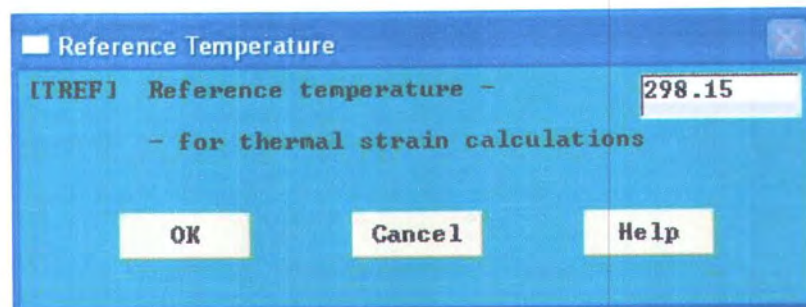 Reference Temperature
[TREF] Reference temperature - 298.15
- for thermal strain calculations
OK Cancel Help